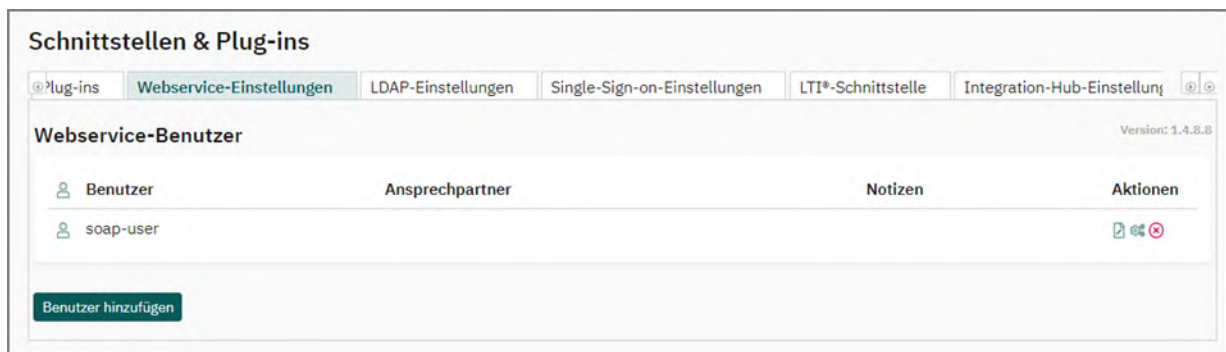 Schnittstellen & Plug-ins
Plug-ins Webservice-Einstellungen LDAP-Einstellungen Single-Sign-on-Einstellungen LTI®-Schnittstelle Integration-Hub-Einstellung
Webservice-Benutzer Version: 1.4.8.8
Benutzer Ansprechpartner Notizen Aktionen
soap-user
Benutzer hinzufügen